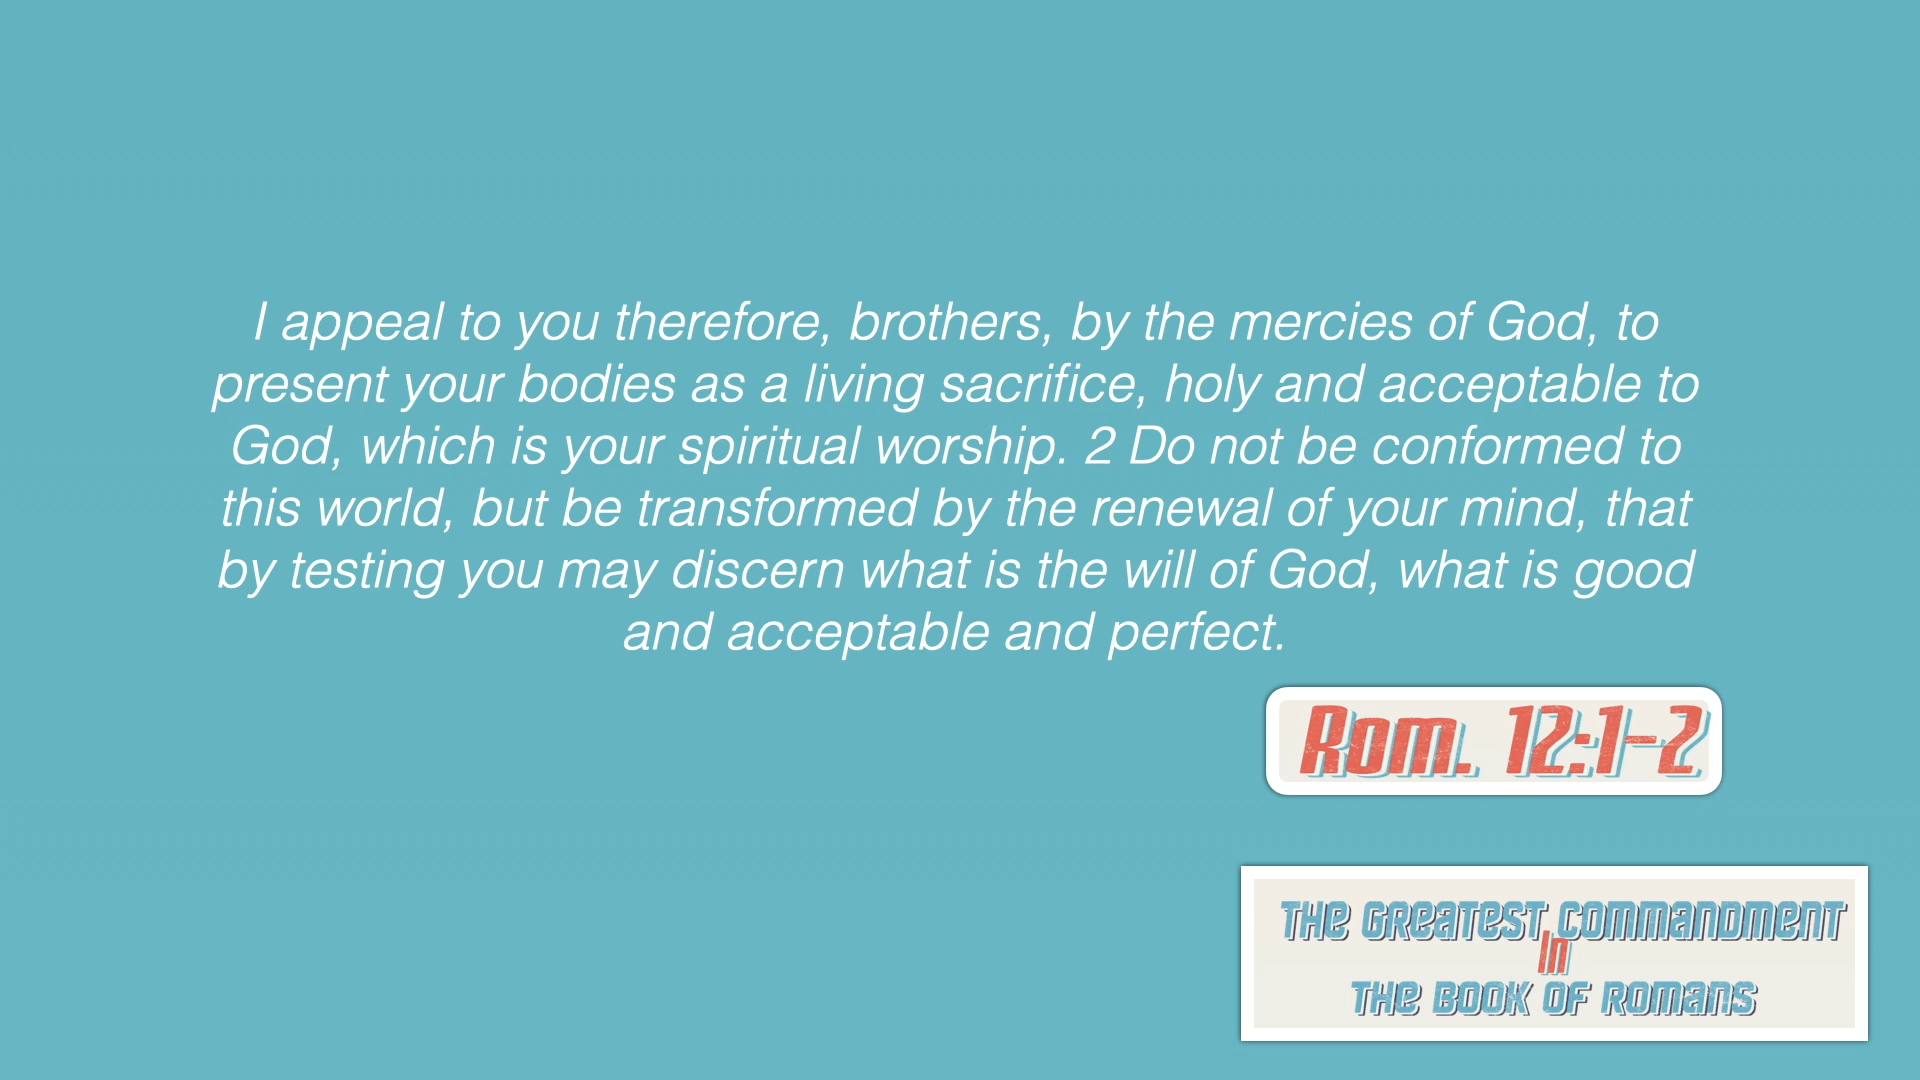 I appeal to you therefore, brothers, by the mercies of God, to
present your bodies as a living sacrifice, holy and acceptable to
God, which is your spiritual worship. 2 Do not be conformed to
this world, but be transformed by the renewal of your mind, that
by testing you may discern what is the will of God, what is good
and acceptable and perfect.
Rom. 12:1-2
THE GREATEST COMMANDMENT
In
THE BOOK OF ROMANS